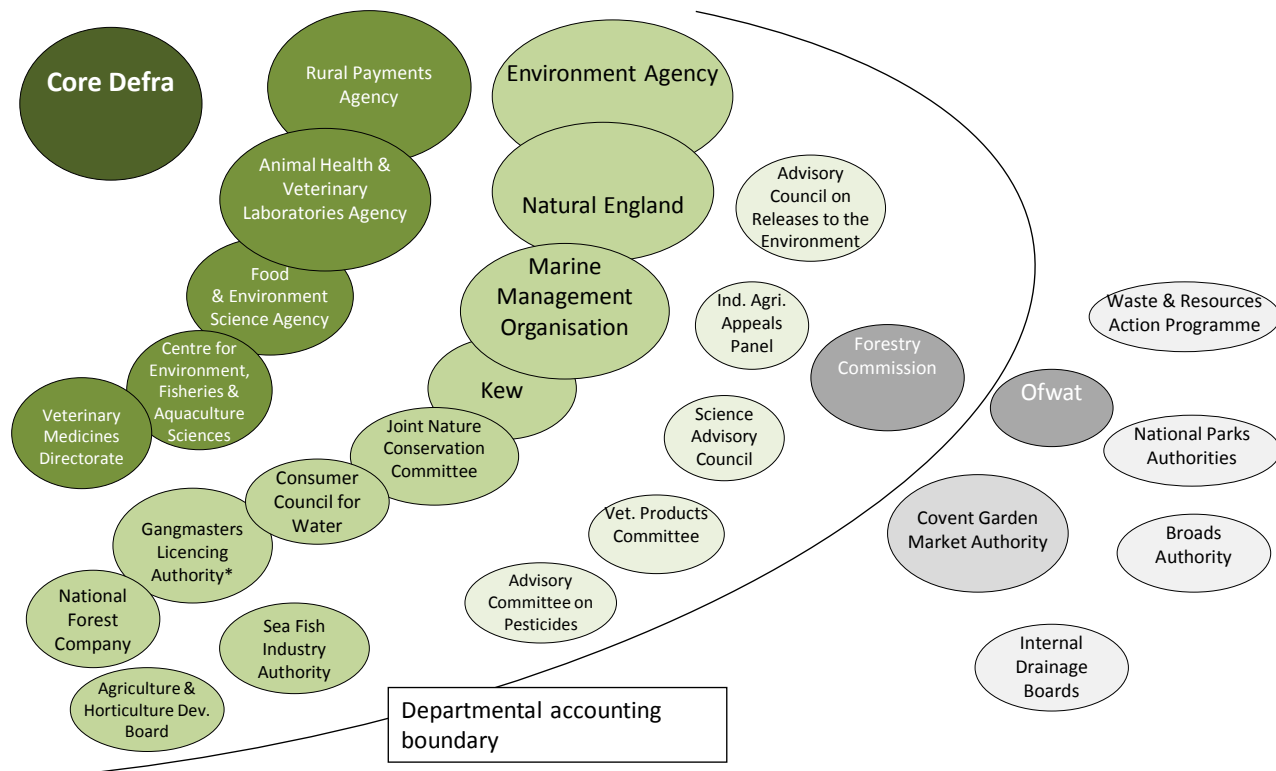 Core Defra
Rural Payments
Agency
Environment Agency
Animal Health &
Veterinary
Laboratories Agency
Natural England
Advisory
Council on
Releases to the
Environment
Food
& Environment
Science Agency
Marine
Management
Organisation
Ind. Agri.
Appeals
Panel
Waste & Resources
Action Programme
Centre for
Environment,
Fisheries &
Aquaculture
Sciences
Forestry
Commission
Kew
Ofwat
Veterinary
Medicines
Directorate
Joint Nature
Conservation
Committee
Science
Advisory
Council
National Parks
Authorities
Consumer
Council for
Water
Gangmasters
Licencing
Authority*
Vet. Products
Committee
Covent Garden
Market Authority
Broads
Authority
National
Forest
Company
Advisory
Committee on
Pesticides
Sea Fish
Industry
Authority
Internal
Drainage
Boards
Agriculture &
Horticulture Dev.
Board
Departmental accounting
boundary